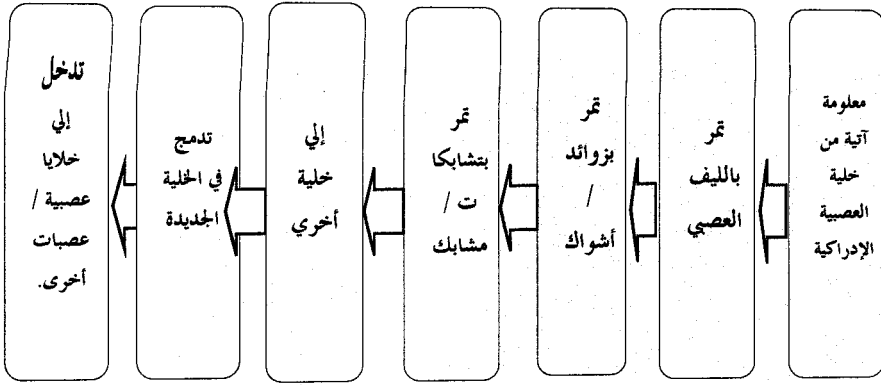 معلومة
آتية من
خلية
العصبية
الإدراكية
تمر
بالليف
العصبي
تمر
بزوائد
/
أشواك
تمر
بتشابكا
ت /
مشابك
إلي
خلية
أخري
تدمج
في الخلية
الجديدة
تدخل
إلي
خلايا
عصبية /
عصبات
أخرى.